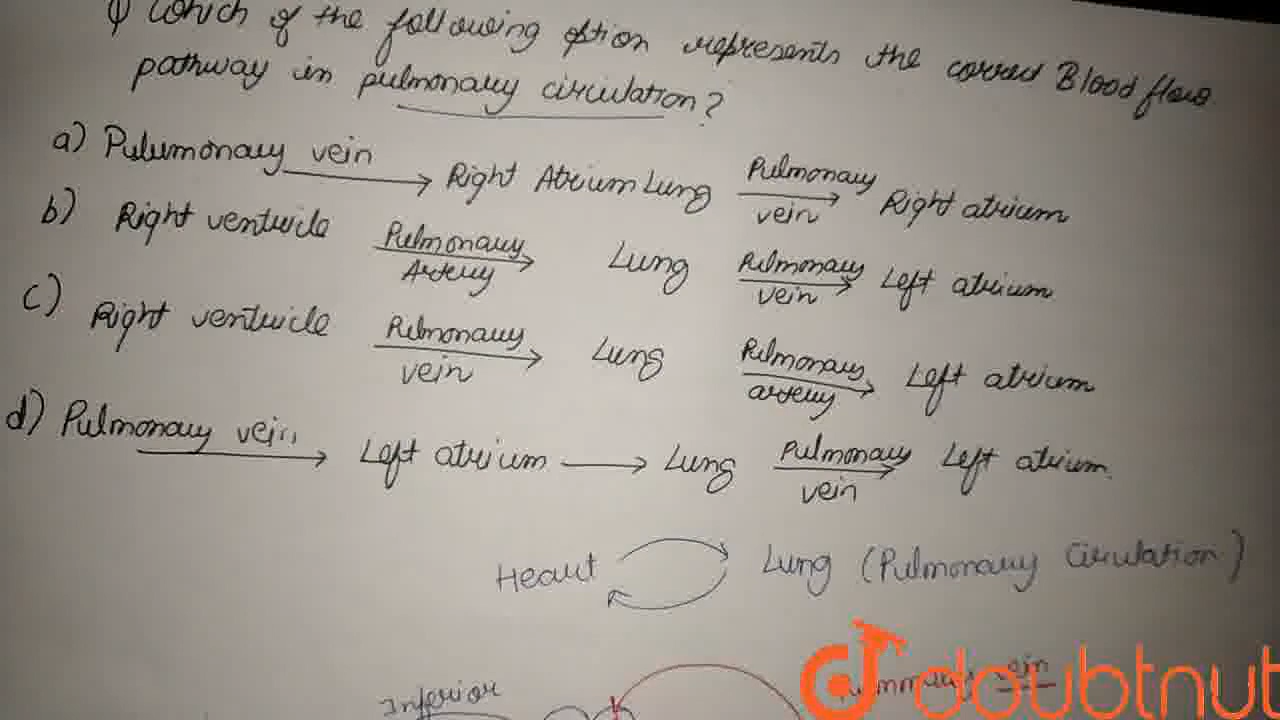 Q Which of the following option represents the correct Blood flow
pathway in pulmonary circulation?
a) Pulumonary vein → Right Atrium Lung Pulmonary vein → Right atrium
b) Right ventricle Pulmonary Artery → Lung Pulmonary vein → Left atrium
c) Right ventricle Pulmonary vein → Lung Pulmonary artery → Left atrium
d) Pulmonary vein → Left atrium → Lung Pulmonary vein → Left atrium
Heart Lung (Pulmonary Circulation)
Inferior vein
doubtnut